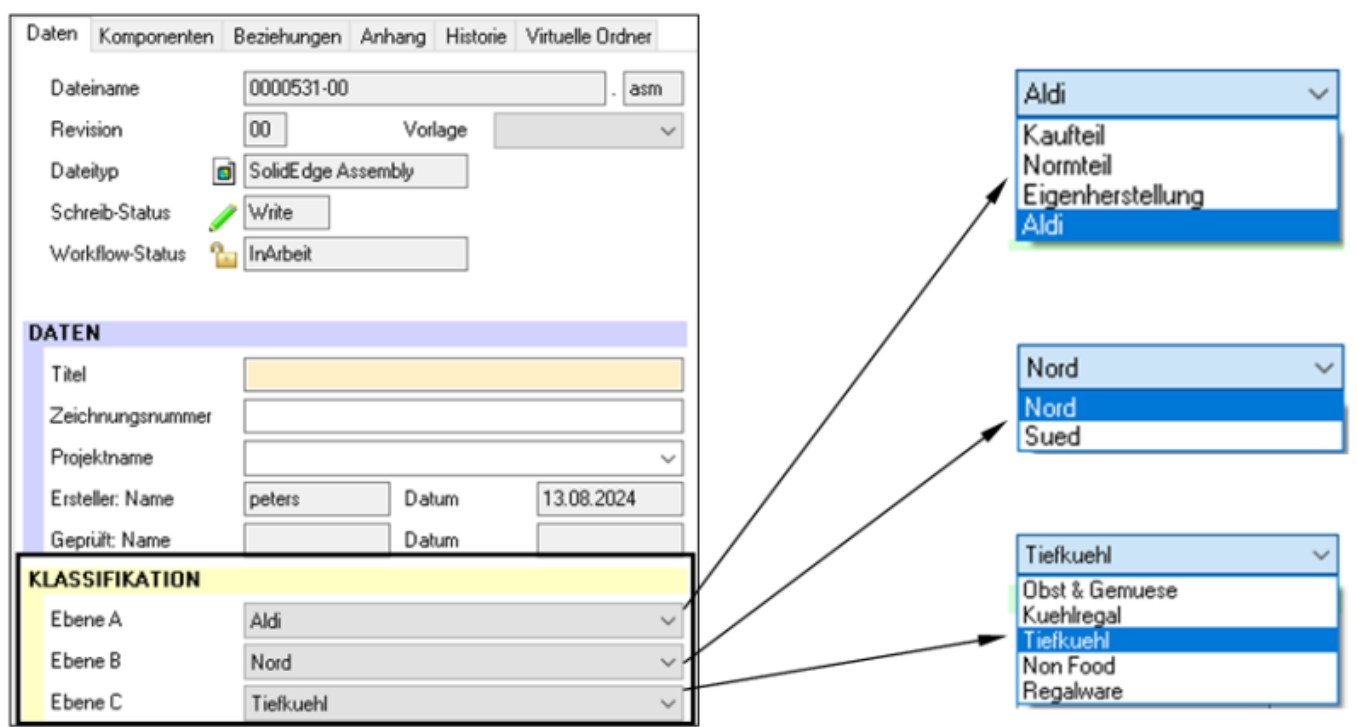 Daten Komponenten Beziehungen Anhang Historie Virtuelle Ordner
Dateiname 0000531-00 . asm
Revision 00 Vorlage
Dateityp SolidEdge Assembly
Schreib-Status Write
Workflow-Status InArbeit
DATEN
Titel
Zeichnungsnummer
Projektname
Ersteller: Name peters Datum 13.08.2024
Geprüft: Name Datum
KLASSIFIKATION
Ebene A Aldi
Ebene B Nord
Ebene C Tiefkuehl
Aldi
Kaufteil
Normteil
Eigenherstellung
Aldi
Nord
Nord
Sued
Tiefkuehl
Obst & Gemuese
Kuehlregal
Tiefkuehl
Non Food
Regalware